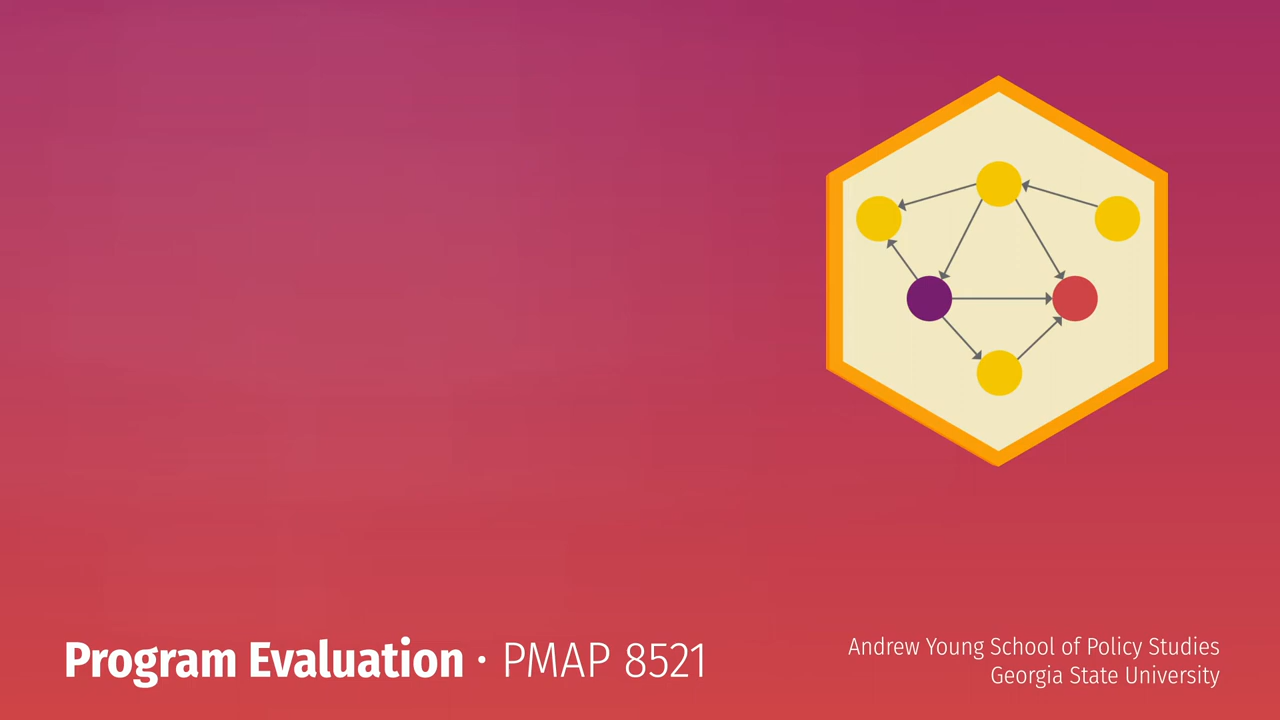 Program Evaluation · PMAP 8521
Andrew Young School of Policy Studies
Georgia State University